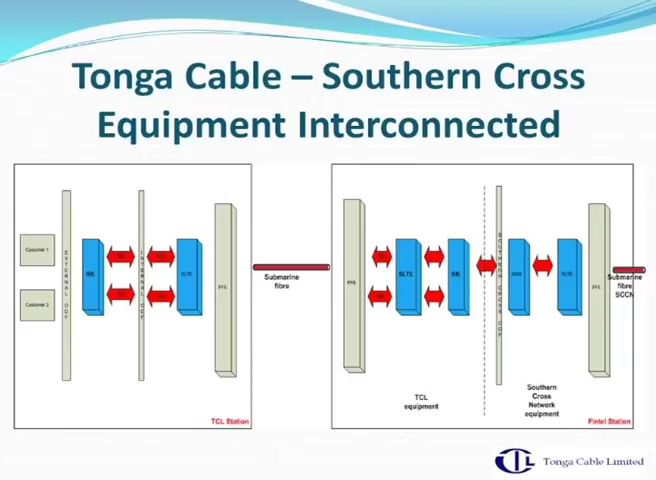 Tonga Cable – Southern Cross
Equipment Interconnected
Customer 1
Customer 2
EXTERNAL ODF
SIE
INTERNAL ODF
SLTE
PFE
TCL Station
Submarine
fibre
PFE
SLTE
SIE
TCL
equipment
SOUTHERN CROSS ODF
SLTE
PFE
Southern
Cross
Network
equipment
Submarine
fibre
SCCN
Fintel Station
TCL
Tonga Cable Limited